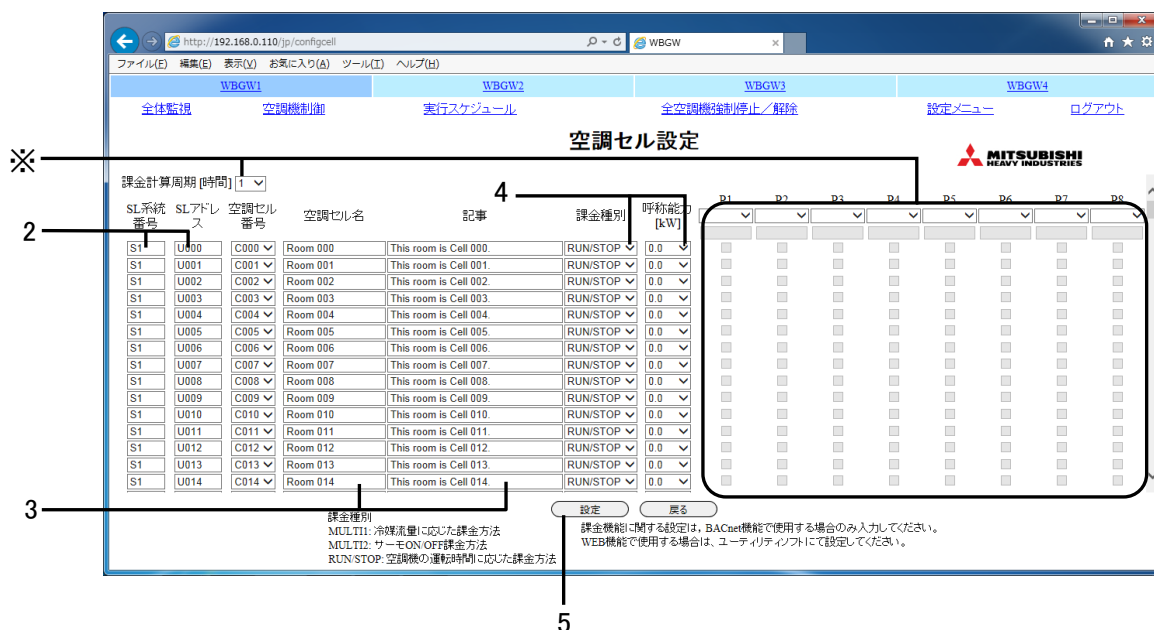 http://192.168.0.110/jp/configcell
WBGW
ファイル(F) 編集(E) 表示(V) お気に入り(A) ツール(T) ヘルプ(H)
WBGW1 WBGW2 WBGW3 WBGW4
全体監視 空調機制御 実行スケジュール 全空調機強制停止／解除 設定メニュー ログアウト
空調セル設定
MITSUBISHI
HEAVY INDUSTRIES
※
課金計算周期 [時間] 1
4
P1 P2 P3 P4 P5 P6 P7 P8
SL系統番号 SLアドレス 空調セル番号 空調セル名 記事 課金種別 呼称能力[kW]
2
S1 U000 C000 Room 000 This room is Cell 000. RUN/STOP 0.0
S1 U001 C001 Room 001 This room is Cell 001. RUN/STOP 0.0
S1 U002 C002 Room 002 This room is Cell 002. RUN/STOP 0.0
S1 U003 C003 Room 003 This room is Cell 003. RUN/STOP 0.0
S1 U004 C004 Room 004 This room is Cell 004. RUN/STOP 0.0
S1 U005 C005 Room 005 This room is Cell 005. RUN/STOP 0.0
S1 U006 C006 Room 006 This room is Cell 006. RUN/STOP 0.0
S1 U007 C007 Room 007 This room is Cell 007. RUN/STOP 0.0
S1 U008 C008 Room 008 This room is Cell 008. RUN/STOP 0.0
S1 U009 C009 Room 009 This room is Cell 009. RUN/STOP 0.0
S1 U010 C010 Room 010 This room is Cell 010. RUN/STOP 0.0
S1 U011 C011 Room 011 This room is Cell 011. RUN/STOP 0.0
S1 U012 C012 Room 012 This room is Cell 012. RUN/STOP 0.0
S1 U013 C013 Room 013 This room is Cell 013. RUN/STOP 0.0
S1 U014 C014 Room 014 This room is Cell 014. RUN/STOP 0.0
3
設定 戻る
課金種別
MULTI1: 冷媒流量に応じた課金方法
MULTI2: サーモON/OFF課金方法
RUN/STOP: 空調機の運転時間に応じた課金方法
課金機能に関する設定は，BACnet機能で使用する場合のみ入力してください。
WEB機能で使用する場合は、ユーティリティソフトにて設定してください。
5